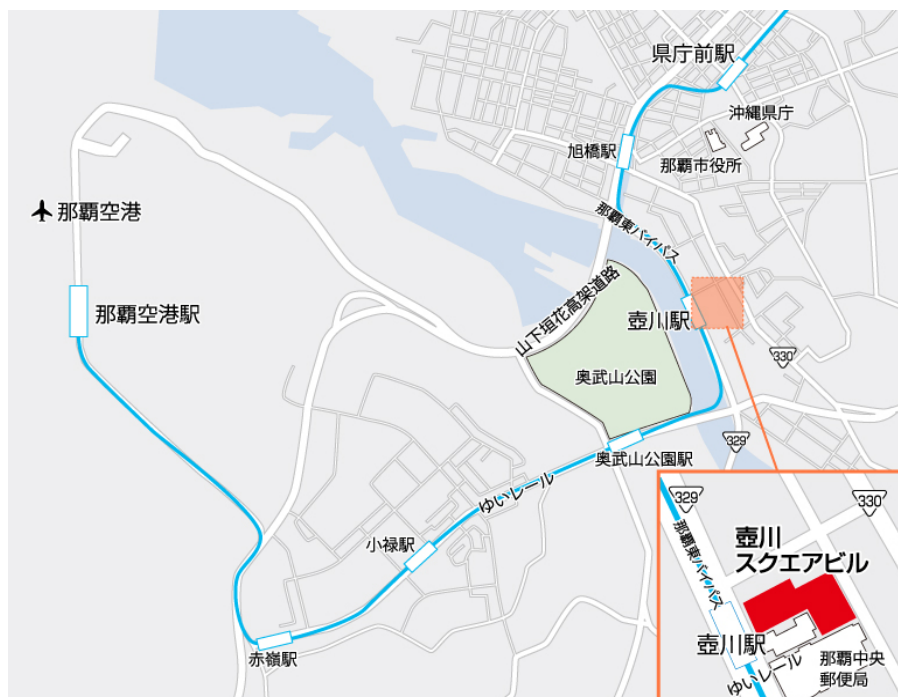 県庁前駅
沖縄県庁
旭橋駅
那覇市役所
那覇空港
那覇東バイパス
那覇空港駅
山下垣花高架道路
壺川駅
330
奥武山公園
329
奥武山公園駅
ゆいレール
小禄駅
赤嶺駅
329
330
那覇東バイパス
壺川
スクエアビル
壺川駅
ゆいレール
那覇中央
郵便局